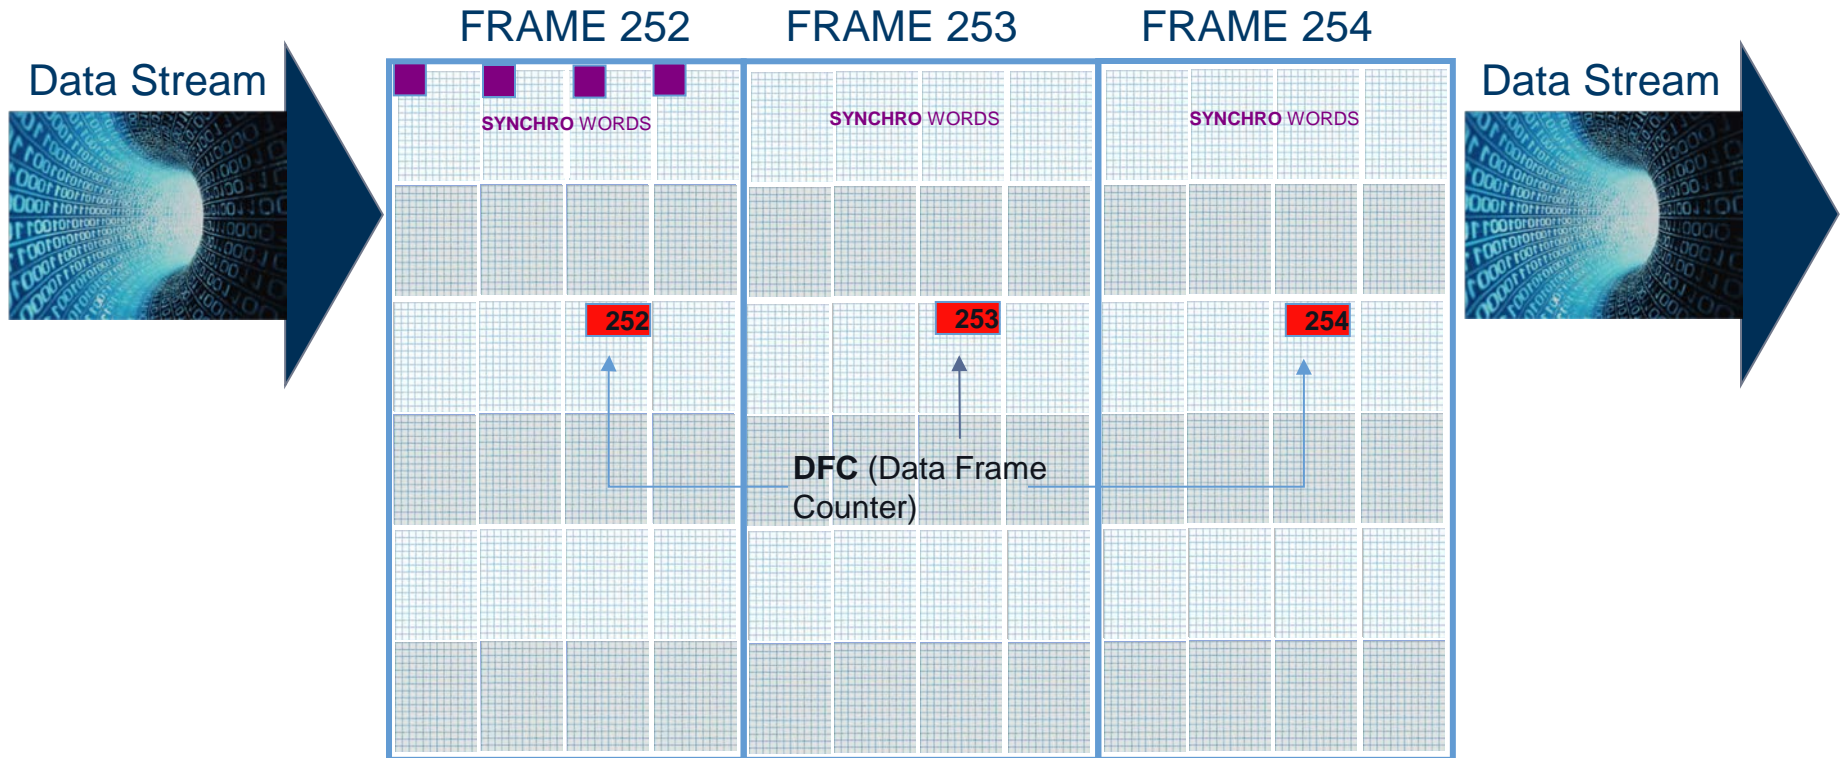 FRAME 252
FRAME 253
FRAME 254
Data Stream
Data Stream
SYNCHRO WORDS
SYNCHRO WORDS
SYNCHRO WORDS
252
253
254
DFC (Data Frame
Counter)